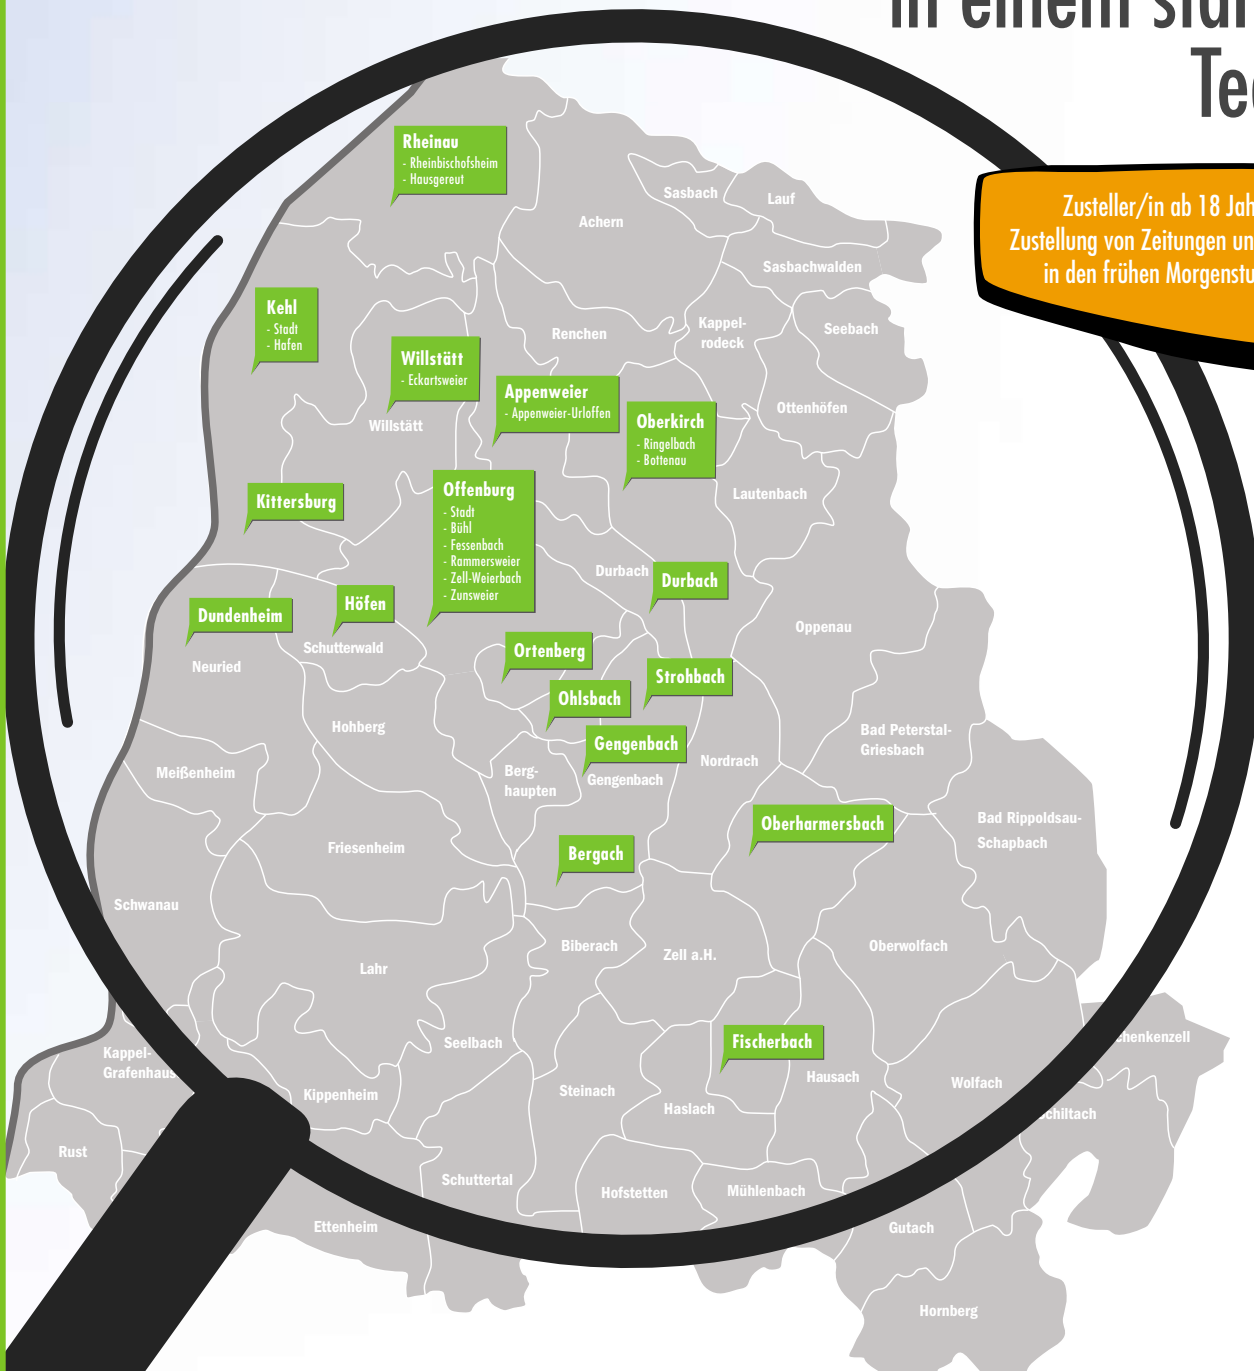 in einem
Rheinau
- Rheinbischofsheim
- Hausgereut
Zusteller/in ab 18
Zustellung von Zeitungen
in den frühen
Sasbach
Lauf
Achern
Sasbachwalden
Kehl
- Stadt
- Hafen
Renchen
Kappel-
rodeck
Seebach
Willstätt
- Eckartsweier
Willstätt
Appenweier
- Appenweier-Urloffen
Oberkirch
- Ringelbach
- Bottenau
Ottenhöfen
Kittersburg
Offenburg
- Stadt
- Bühl
- Fessenbach
- Rammersweier
- Zell-Weierbach
- Zunsweier
Lautenbach
Durbach
Durbach
Dundenheim
Höfen
Neuried
Schutterwald
Ortenberg
Oppenau
Ohlsbach
Strohbach
Hohberg
Gengenbach
Gengenbach
Nordrach
Bad Peterstal-
Griesbach
Meißenheim
Berg-
haupten
Oberharmersbach
Bad Rippoldsau-
Schapbach
Friesenheim
Bergach
Schwanau
Biberach
Zell a.H.
Oberwolfach
Lahr
Seelbach
Fischerbach
Kappel-
Steinach
Hausach
Wolfach
Kippenheim
Haslach
Rust
Schuttertal
Hofstetten
Mühlenbach
Ettenheim
Gutach
Hornberg